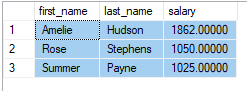 first_name last_name salary
1 Amelie Hudson 1862.00000
2 Rose Stephens 1050.00000
3 Summer Payne 1025.00000